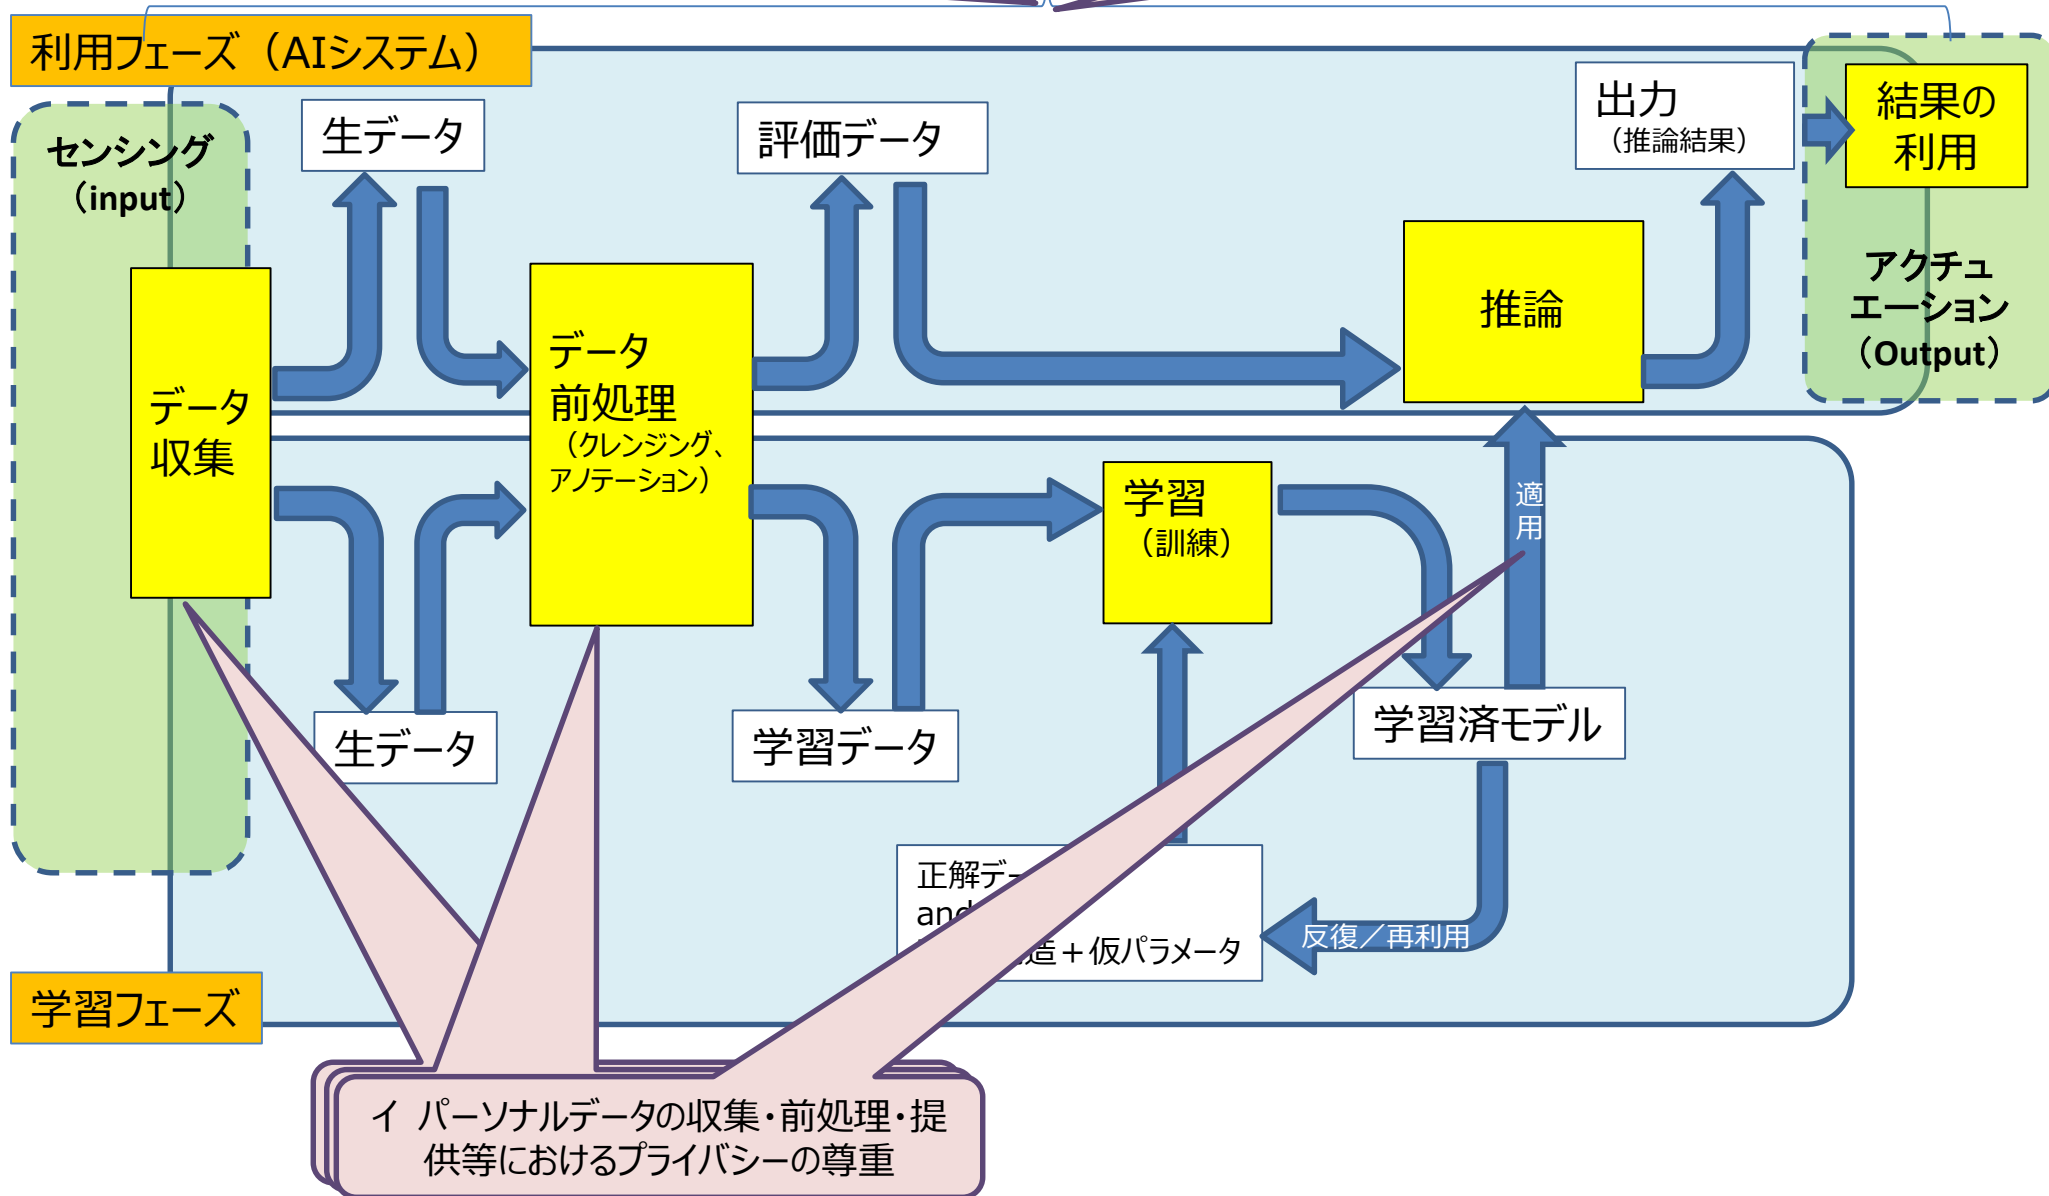 利用フェーズ（AIシステム）
センシング
（input）
生データ
評価データ
出力
（推論結果）
結果の
利用
アクチュ
エーション
（Output）
データ
収集
データ
前処理
（クレンジング、
アノテーション）
推論
適
用
学習
（訓練）
生データ
学習データ
学習済モデル
正解デー
and
造＋仮パラメータ
反復／再利用
学習フェーズ
イ パーソナルデータの収集・前処理・提
供等におけるプライバシーの尊重